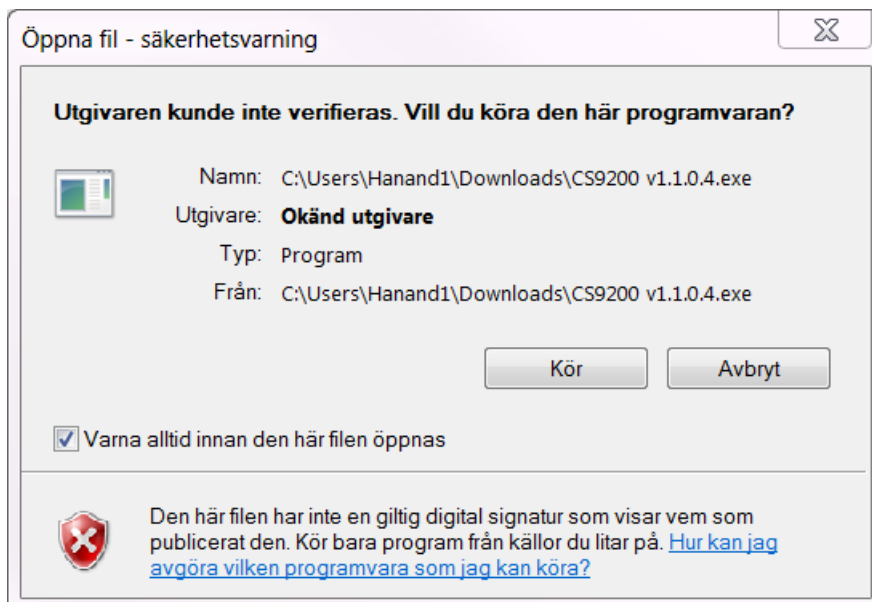 Öppna fil - säkerhetsvarning
Utgivaren kunde inte verifieras. Vill du köra den här programvaran?
Namn: C:\Users\Hanand1\Downloads\CS9200 v1.1.0.4.exe
Utgivare: Okänd utgivare
Typ: Program
Från: C:\Users\Hanand1\Downloads\CS9200 v1.1.0.4.exe
Kör Avbryt
Varna alltid innan den här filen öppnas
Den här filen har inte en giltig digital signatur som visar vem som
publicerat den. Kör bara program från källor du litar på. Hur kan jag
avgöra vilken programvara som jag kan köra?